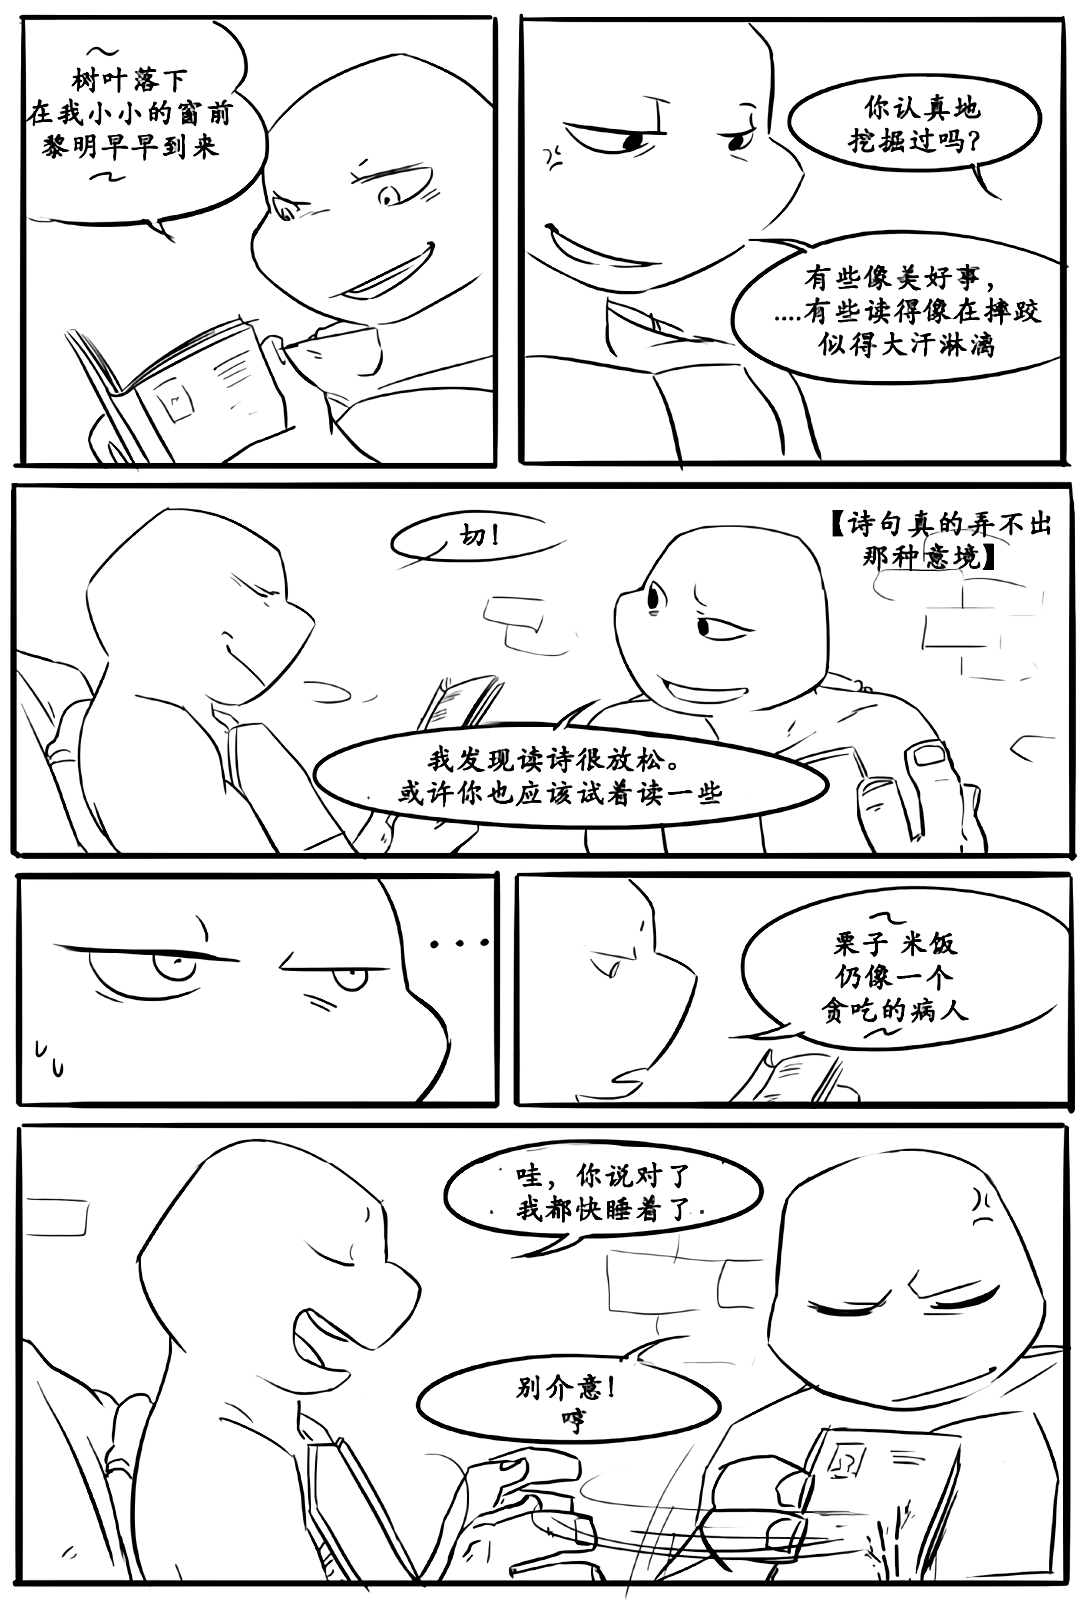 树叶落下
在我小小的窗前
黎明早早到来
你认真地
挖掘过吗？
有些像美好事，
....有些读得像在摔跤
似得大汗淋漓
切！
【诗句真的弄不出
那种意境】
我发现读诗很放松。
或许你也应该试着读一些
...
栗子 米饭
仍像一个
贪吃的病人
哇，你说对了
我都快睡着了
别介意！
哼